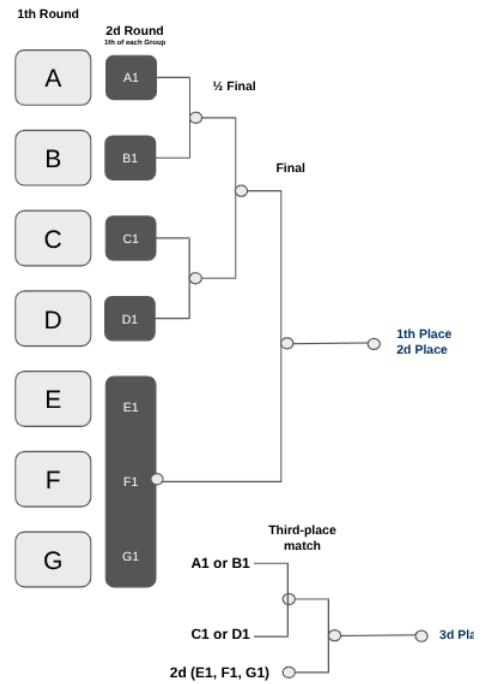 1th Round
2d Round
1th of each Group
A
A1
½ Final
B
B1
Final
C
C1
D
D1
1th Place
2d Place
E
E1
F
F1
G
G1
Third-place
match
A1 or B1
C1 or D1
3d Pla
2d (E1, F1, G1)